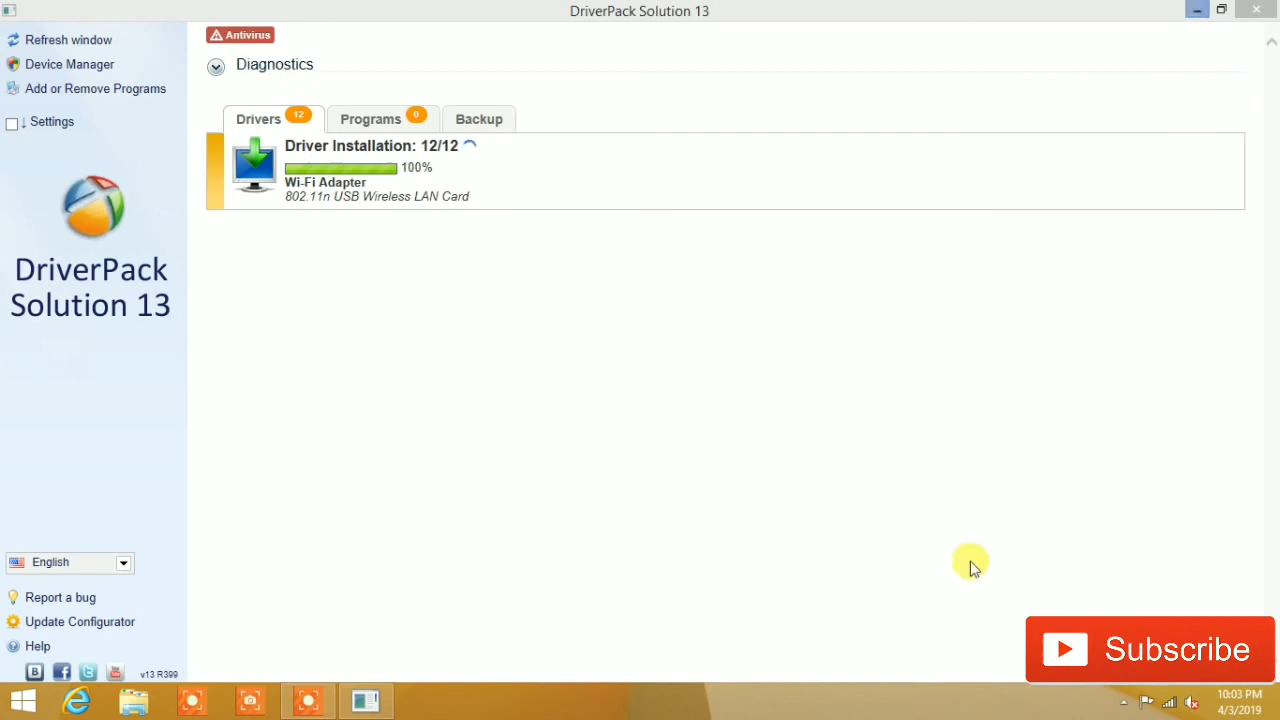 DriverPack Solution 13
Refresh window
Device Manager
Add or Remove Programs
↓ Settings
DriverPack
Solution 13
English
Report a bug
Update Configurator
Help
v13 R399
Antivirus
Diagnostics
Drivers 12 Programs 0 Backup
Driver Installation: 12/12
100%
Wi-Fi Adapter
802.11n USB Wireless LAN Card
Subscribe
10:03 PM
4/3/2019